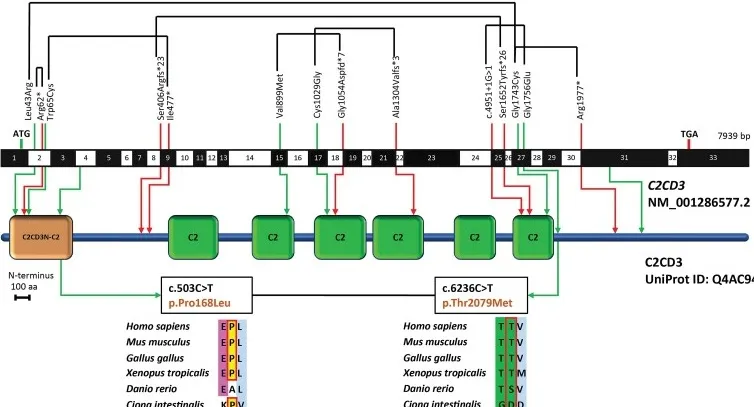 Leu43Arg
Arg62*
Trp65Cys
Ser406Argfs*23
Ile477*
Val899Met
Cys1029Gly
Gly1054Aspfd*7
Ala1304Valfs*3
c.4951+1G>1
Ser1652Tyrfs*26
Gly1743Cys
Gly1756Glu
Arg1977*
ATG
TGA
7939 bp
1 2 3 4 5 6 7 8 9 10 11 12 13 14 15 16 17 18 19 20 21 22 23 24 25 26 27 28 29 30 31 32 33
C2CD3
NM_001286577.2
C2CD3N-C2 C2 C2 C2 C2 C2 C2
C2CD3
UniProt ID: Q4AC94
N-terminus
100 aa
c.503C>T
p.Pro168Leu
c.6236C>T
p.Thr2079Met
Homo sapiens E P L
Mus musculus E P L
Gallus gallus E P L
Xenopus tropicalis E P L
Danio rerio E A L
Ciona intestinalis K P V
Homo sapiens T T V
Mus musculus T T V
Gallus gallus T T V
Xenopus tropicalis T T M
Danio rerio T S V
Ciona intestinalis G D D